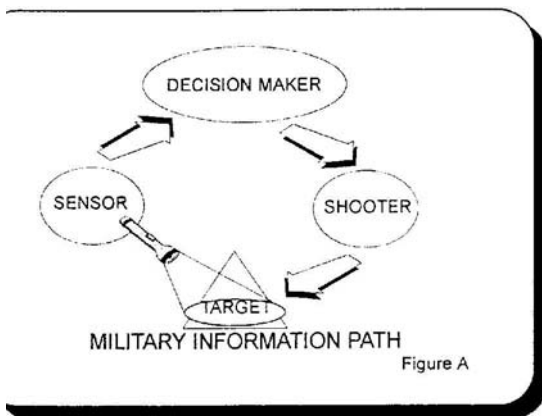 DECISION MAKER
SENSOR
SHOOTER
TARGET
MILITARY INFORMATION PATH
Figure A